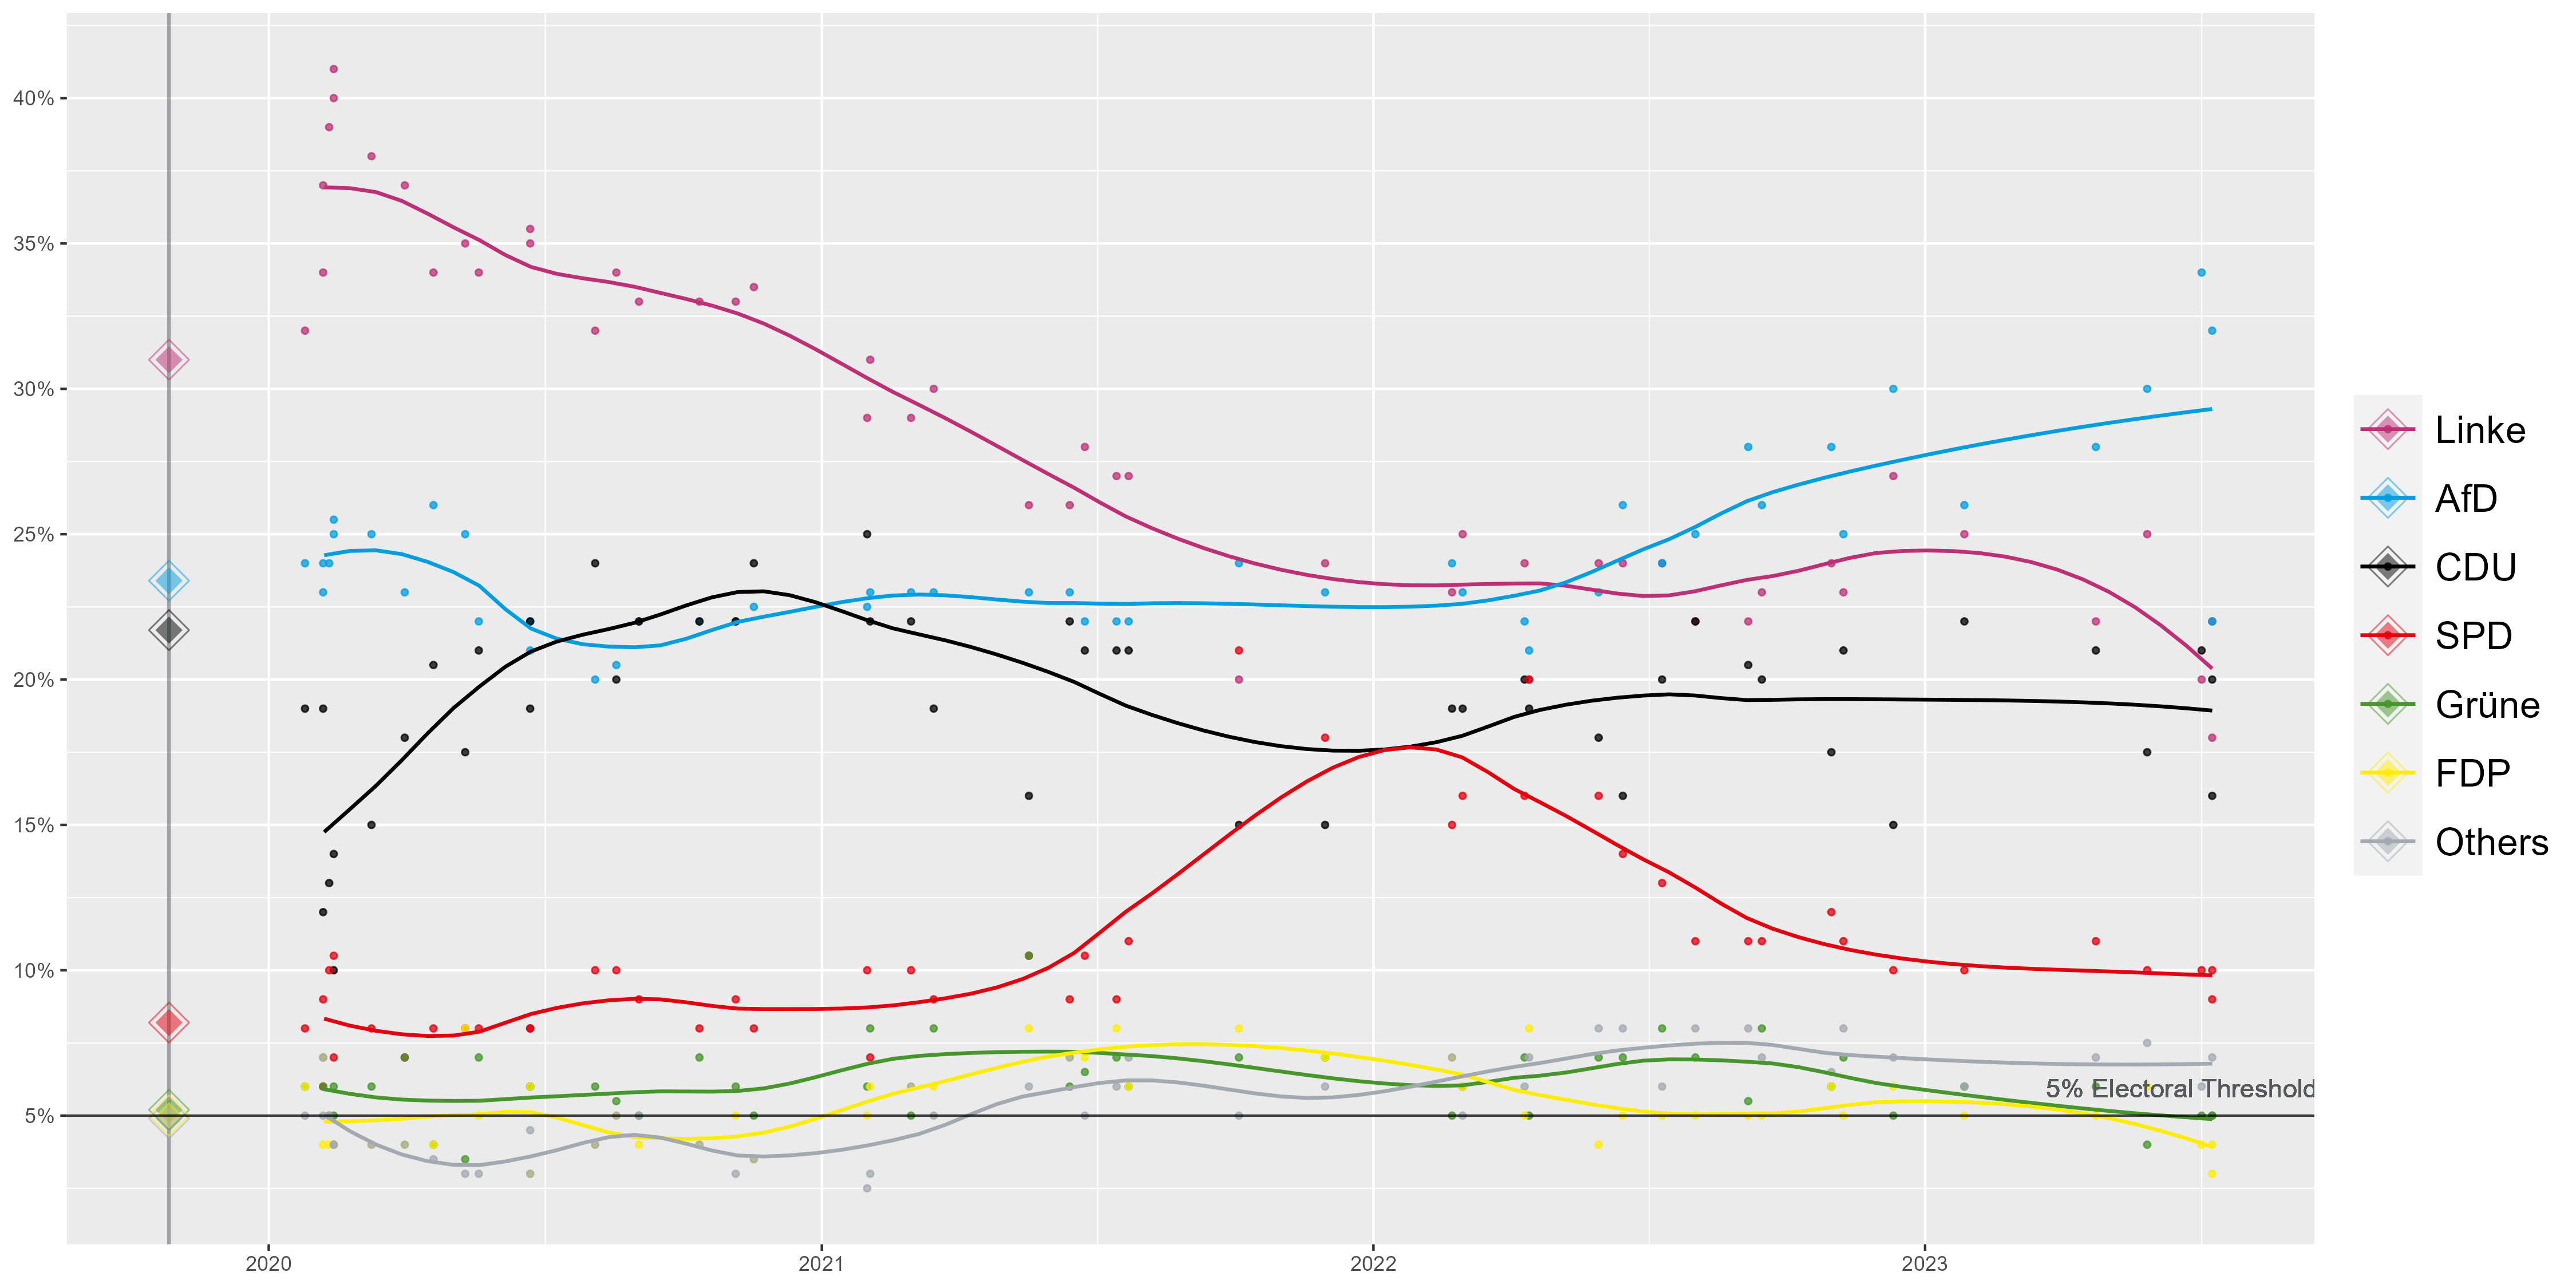 40%
35%
30%
25%
20%
15%
10%
5%
5% Electoral Threshold
2020
2021
2022
2023
Linke
AfD
CDU
SPD
Grüne
FDP
Others